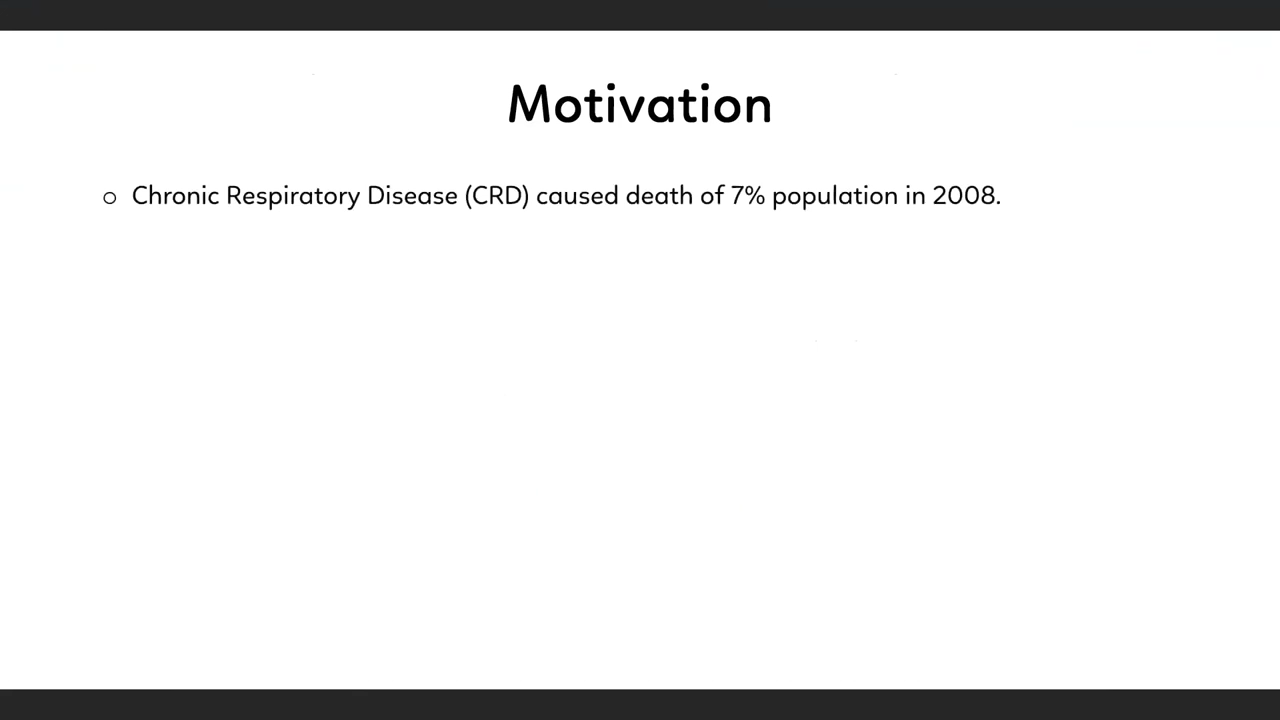 Motivation
○ Chronic Respiratory Disease (CRD) caused death of 7% population in 2008.